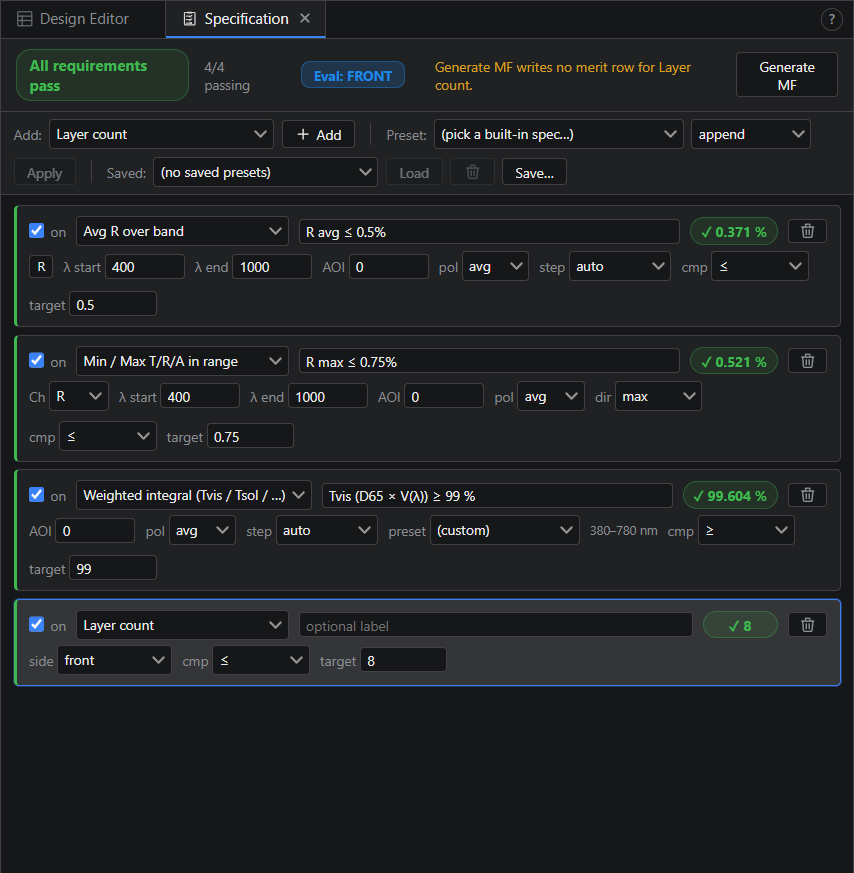 Design Editor Specification ✕ ?
All requirements pass 4/4 passing Eval: FRONT Generate MF writes no merit row for Layer count. Generate MF
Add: Layer count + Add Preset: (pick a built-in spec...) append
Apply Saved: (no saved presets) Load Save...
on Avg R over band R avg ≤ 0.5% ✓ 0.371 %
R λ start 400 λ end 1000 AOI 0 pol avg step auto cmp ≤
target 0.5
on Min / Max T/R/A in range R max ≤ 0.75% ✓ 0.521 %
Ch R λ start 400 λ end 1000 AOI 0 pol avg dir max
cmp ≤ target 0.75
on Weighted integral (Tvis / Tsol / ...) Tvis (D65 × V(λ)) ≥ 99 % ✓ 99.604 %
AOI 0 pol avg step auto preset (custom) 380–780 nm cmp ≥
target 99
on Layer count optional label ✓ 8
side front cmp ≤ target 8